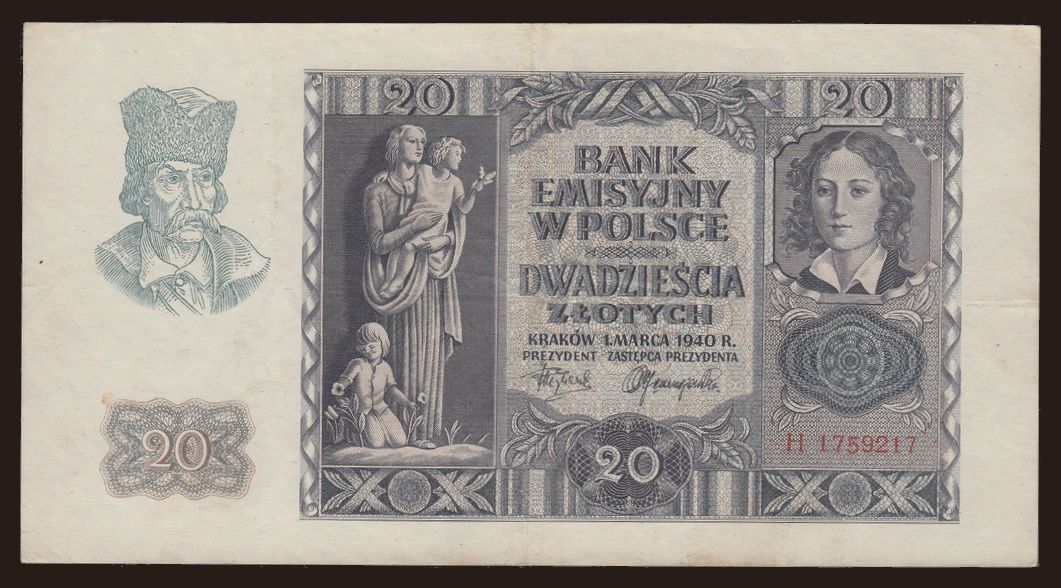 20 20
BANK
EMISYJNY
W POLSCE
DWADZIEŚCIA
ZŁOTYCH
KRAKÓW 1. MARCA 1940 R.
PREZYDENT ZASTĘPCA PREZYDENTA
H 1759217
20
20